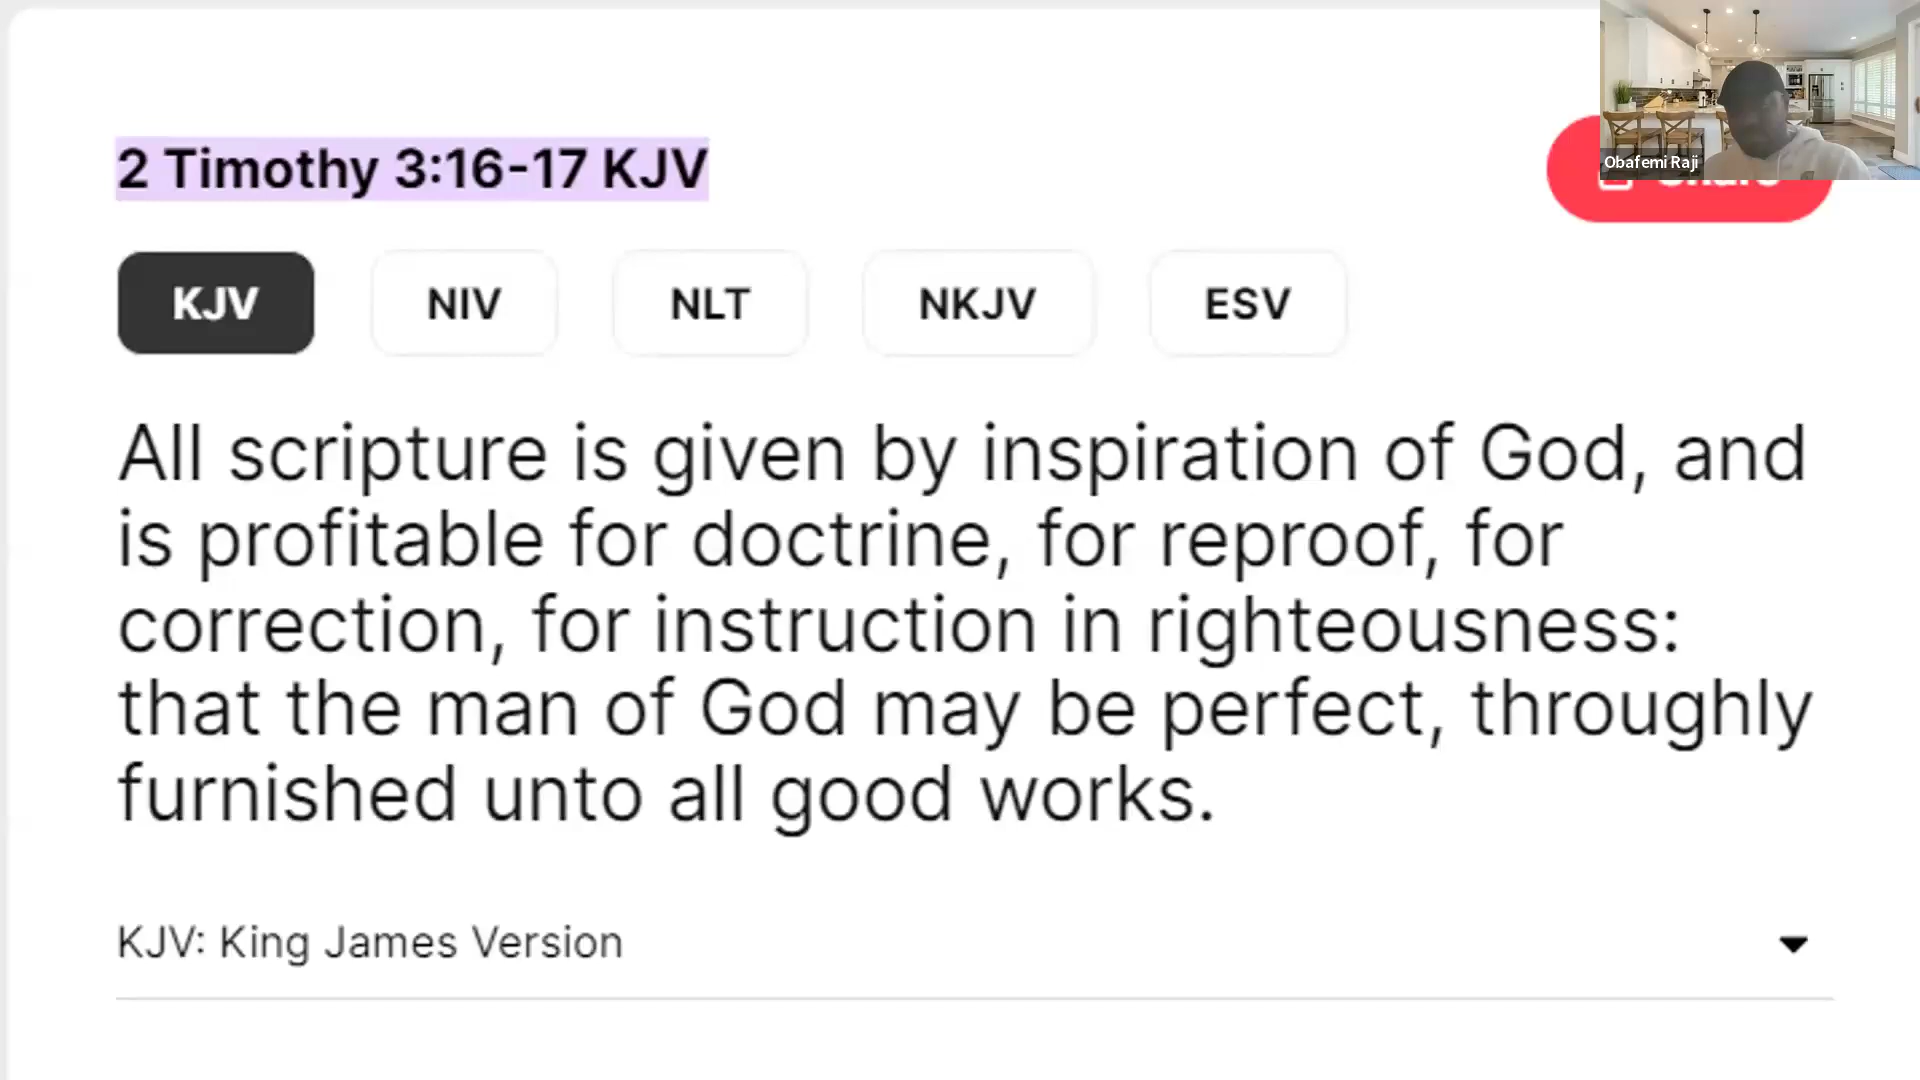 2 Timothy 3:16-17 KJV
Obafemi Raji
KJV NIV NLT NKJV ESV
All scripture is given by inspiration of God, and
is profitable for doctrine, for reproof, for
correction, for instruction in righteousness:
that the man of God may be perfect, throughly
furnished unto all good works.
KJV: King James Version